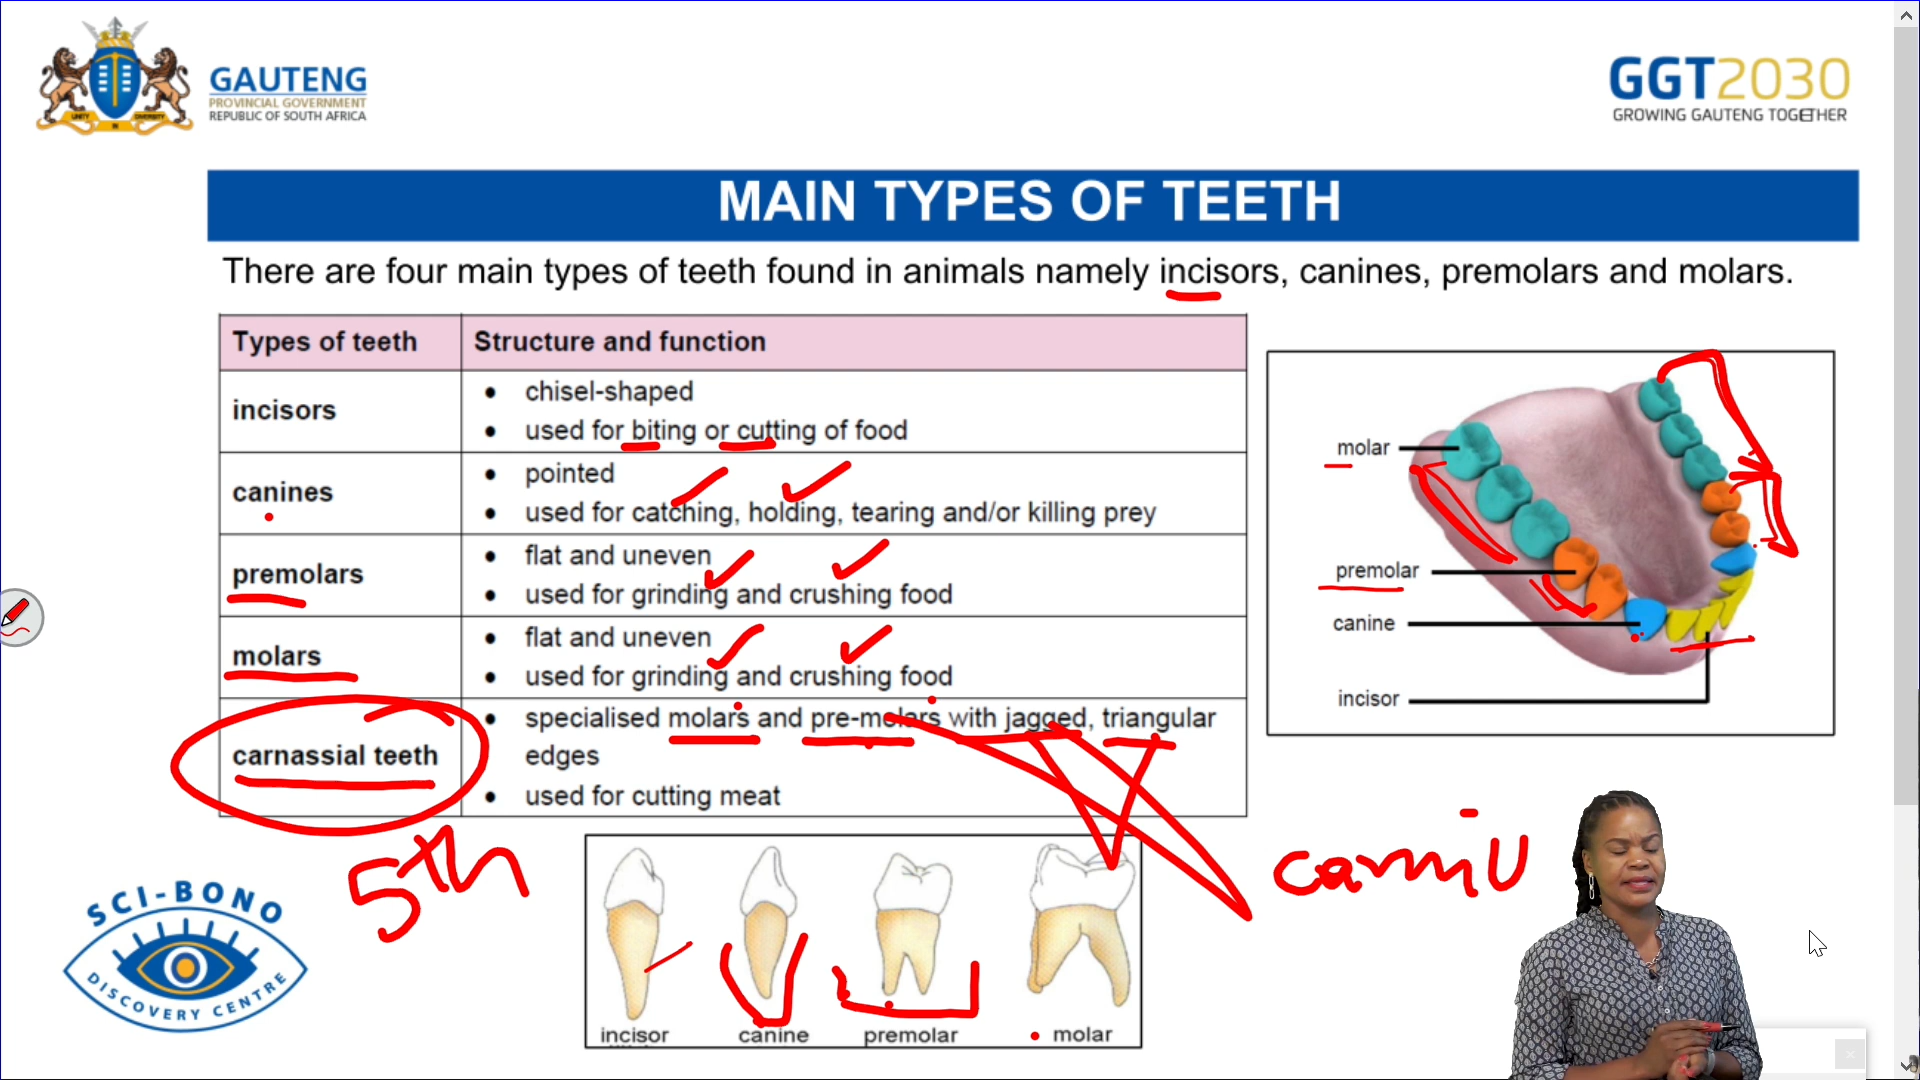 GAUTENG
PROVINCIAL GOVERNMENT
REPUBLIC OF SOUTH AFRICA
UNITY IN DIVERSITY
GGT2030
GROWING GAUTENG TOGETHER
MAIN TYPES OF TEETH
There are four main types of teeth found in animals namely incisors, canines, premolars and molars.
Types of teeth Structure and function
incisors
• chisel-shaped
• used for biting or cutting of food
canines
• pointed
• used for catching, holding, tearing and/or killing prey
premolars
• flat and uneven
• used for grinding and crushing food
molars
• flat and uneven
• used for grinding and crushing food
carnassial teeth
• specialised molars and pre-molars with jagged, triangular
edges
• used for cutting meat
molar
premolar
canine
incisor
5th
carniv
incisor canine premolar molar
SCI-BONO
DISCOVERY CENTRE